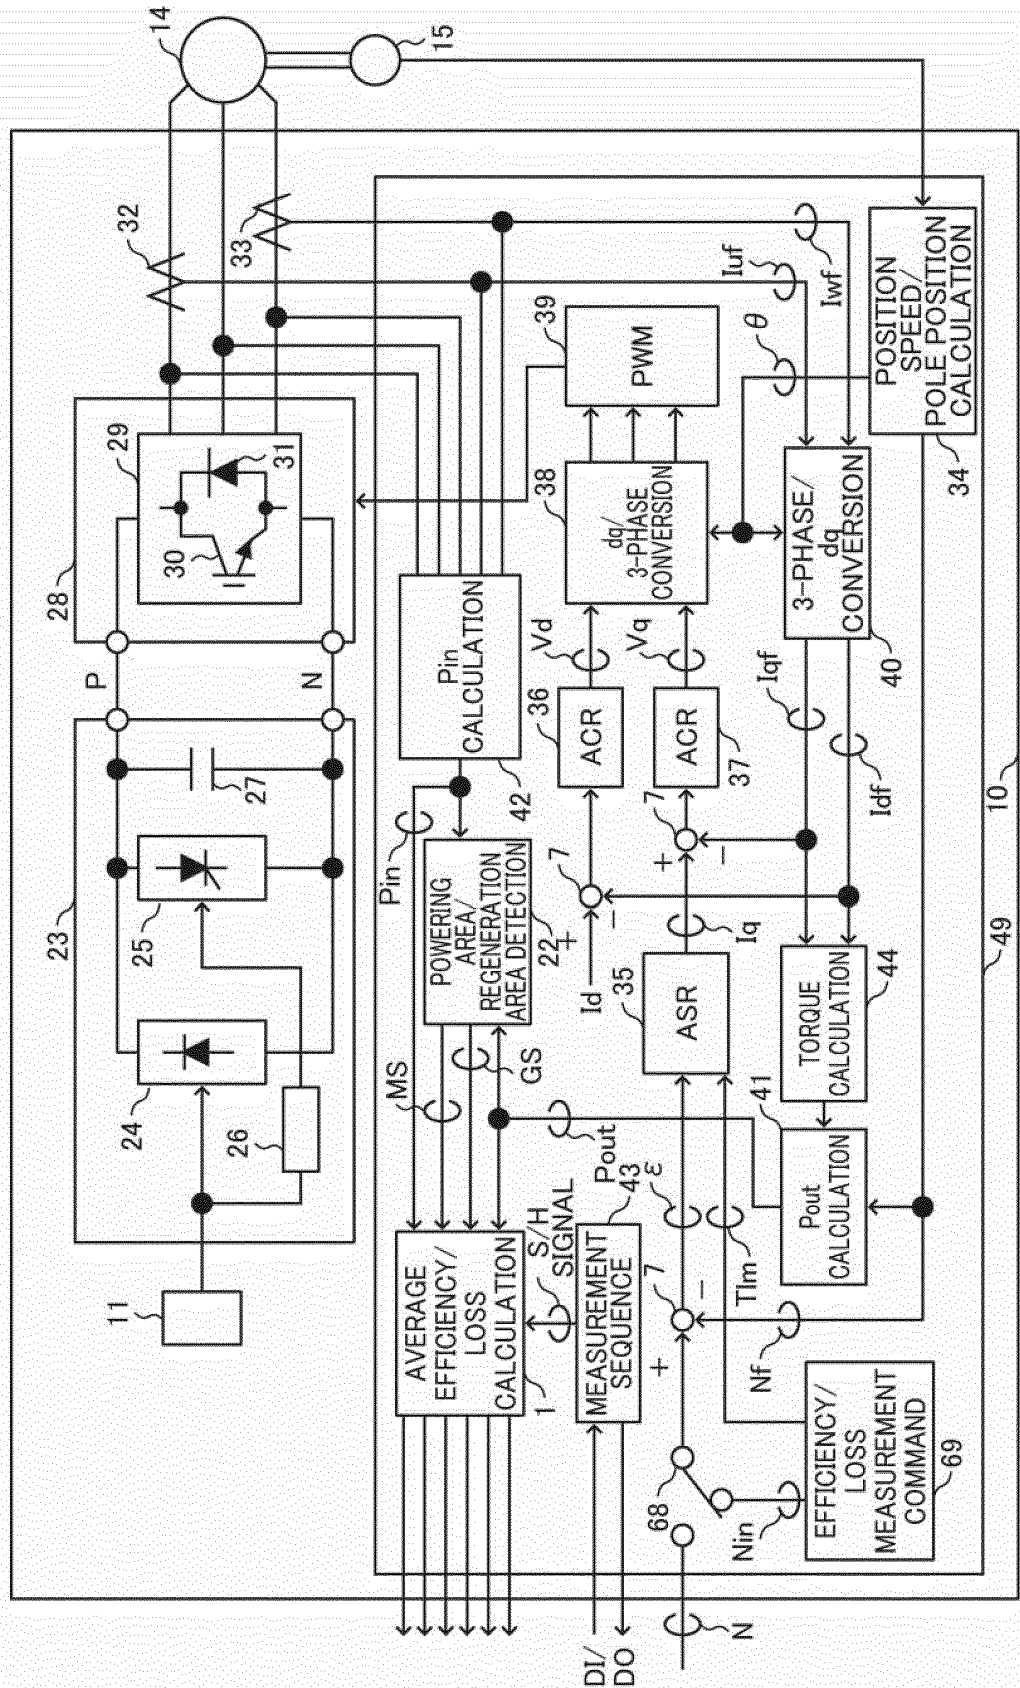 11
23
24
25
26
27
P
N
28
29
30
31
32
33
14
15
Pin
CALCULATION
42
Pin
POWERING
AREA/
REGENERATION
AREA DETECTION
22
MS
GS
AVERAGE
EFFICIENCY/
LOSS
CALCULATION
1
S/H
SIGNAL
MEASUREMENT
SEQUENCE
43
DI/
DO
Pout
Id
+
−
7
ACR
36
Vd
dq/
3-PHASE
CONVERSION
38
PWM
39
N
68
Nin
+
−
7
ε
Tlm
ASR
35
Iq
+
−
7
ACR
37
Vq
θ
Iuf
Iwf
EFFICIENCY/
LOSS
MEASUREMENT
COMMAND
69
Nf
Pout
CALCULATION
41
TORQUE
CALCULATION
44
Iqf
Idf
3-PHASE/
dq
CONVERSION
40
POSITION
SPEED/
POLE POSITION
CALCULATION
34
49
10